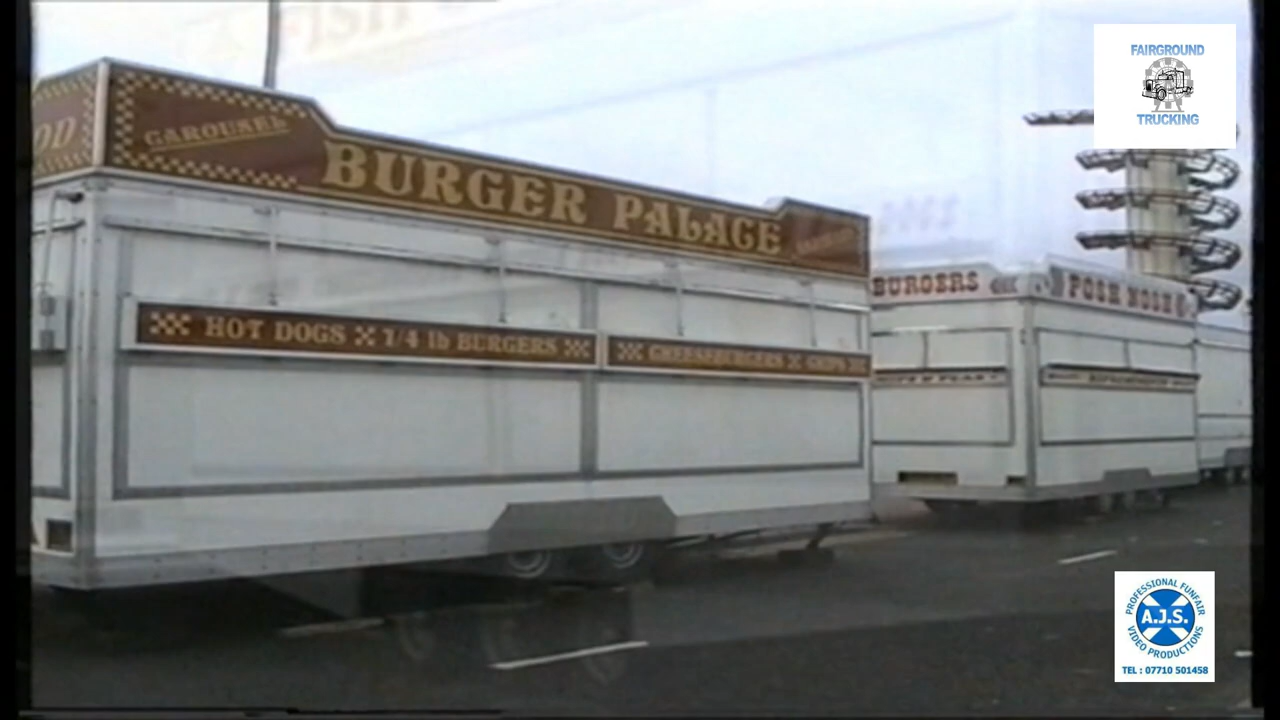 FISH
OD
CAROUSEL
BURGER PALACE
HOT DOGS 1/4 lb BURGERS
CHEESEBURGERS CHIPS
BURGERS
POSH NOSH
FAIRGROUND
TRUCKING
PROFESSIONAL FUNFAIR
A.J.S.
VIDEO PRODUCTIONS
TEL : 07710 501458